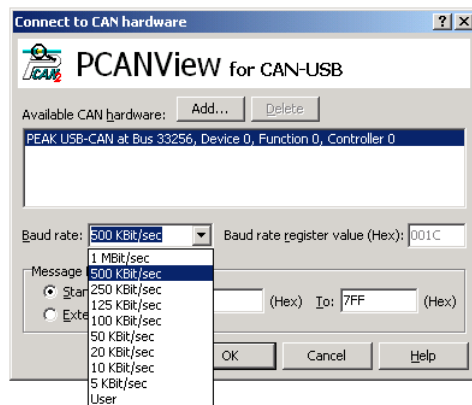 Connect to CAN hardware
PCAN2
PCANView for CAN-USB
Available CAN hardware: Add... Delete
PEAK USB-CAN at Bus 33256, Device 0, Function 0, Controller 0
Baud rate: 500 KBit/sec Baud rate register value (Hex): 001C
1 MBit/sec
Message
500 KBit/sec
250 KBit/sec
(Hex) To: 7FF (Hex)
125 KBit/sec
100 KBit/sec
50 KBit/sec
20 KBit/sec
OK Cancel Help
10 KBit/sec
5 KBit/sec
User